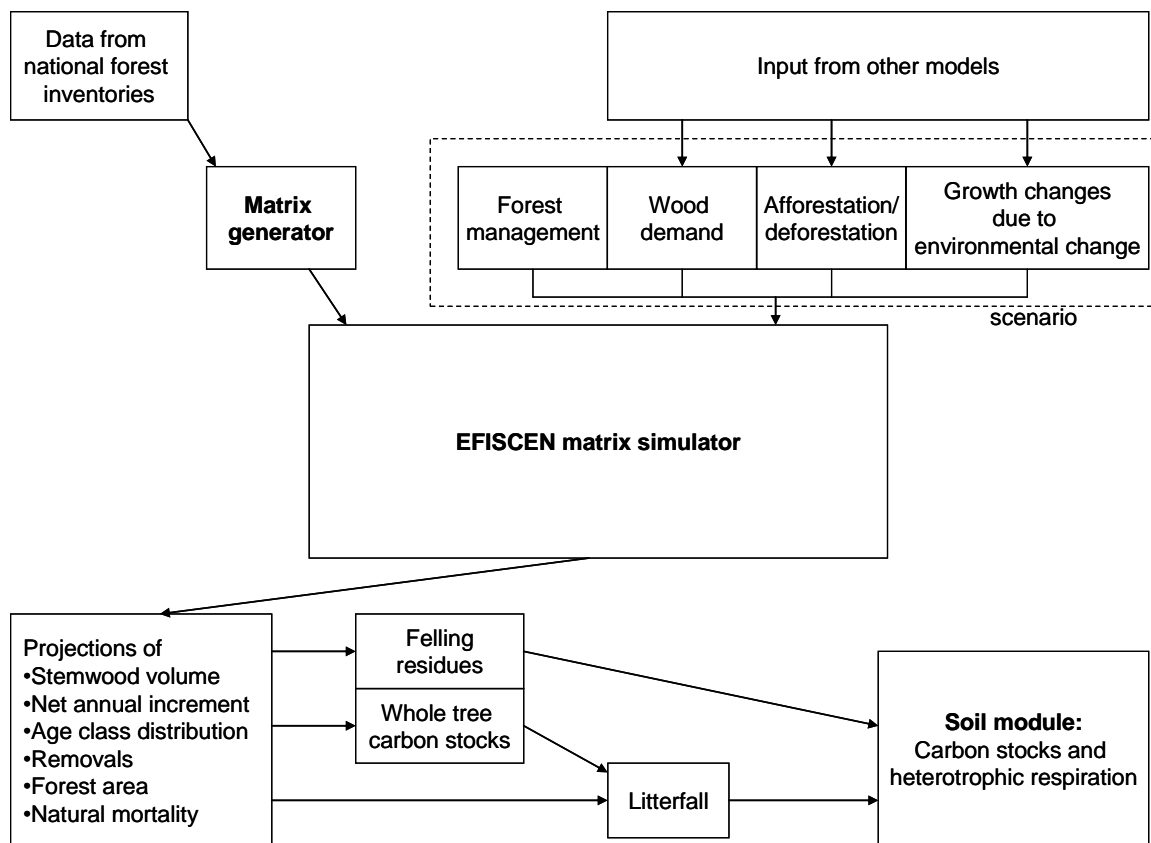 Data from
national forest
inventories
Input from other models
Matrix
generator
Forest
management
Wood
demand
Afforestation/
deforestation
Growth changes
due to
environmental change
scenario
EFISCEN matrix simulator
Projections of
•Stemwood volume
•Net annual increment
•Age class distribution
•Removals
•Forest area
•Natural mortality
Felling
residues
Whole tree
carbon stocks
Litterfall
Soil module:
Carbon stocks and
heterotrophic respiration